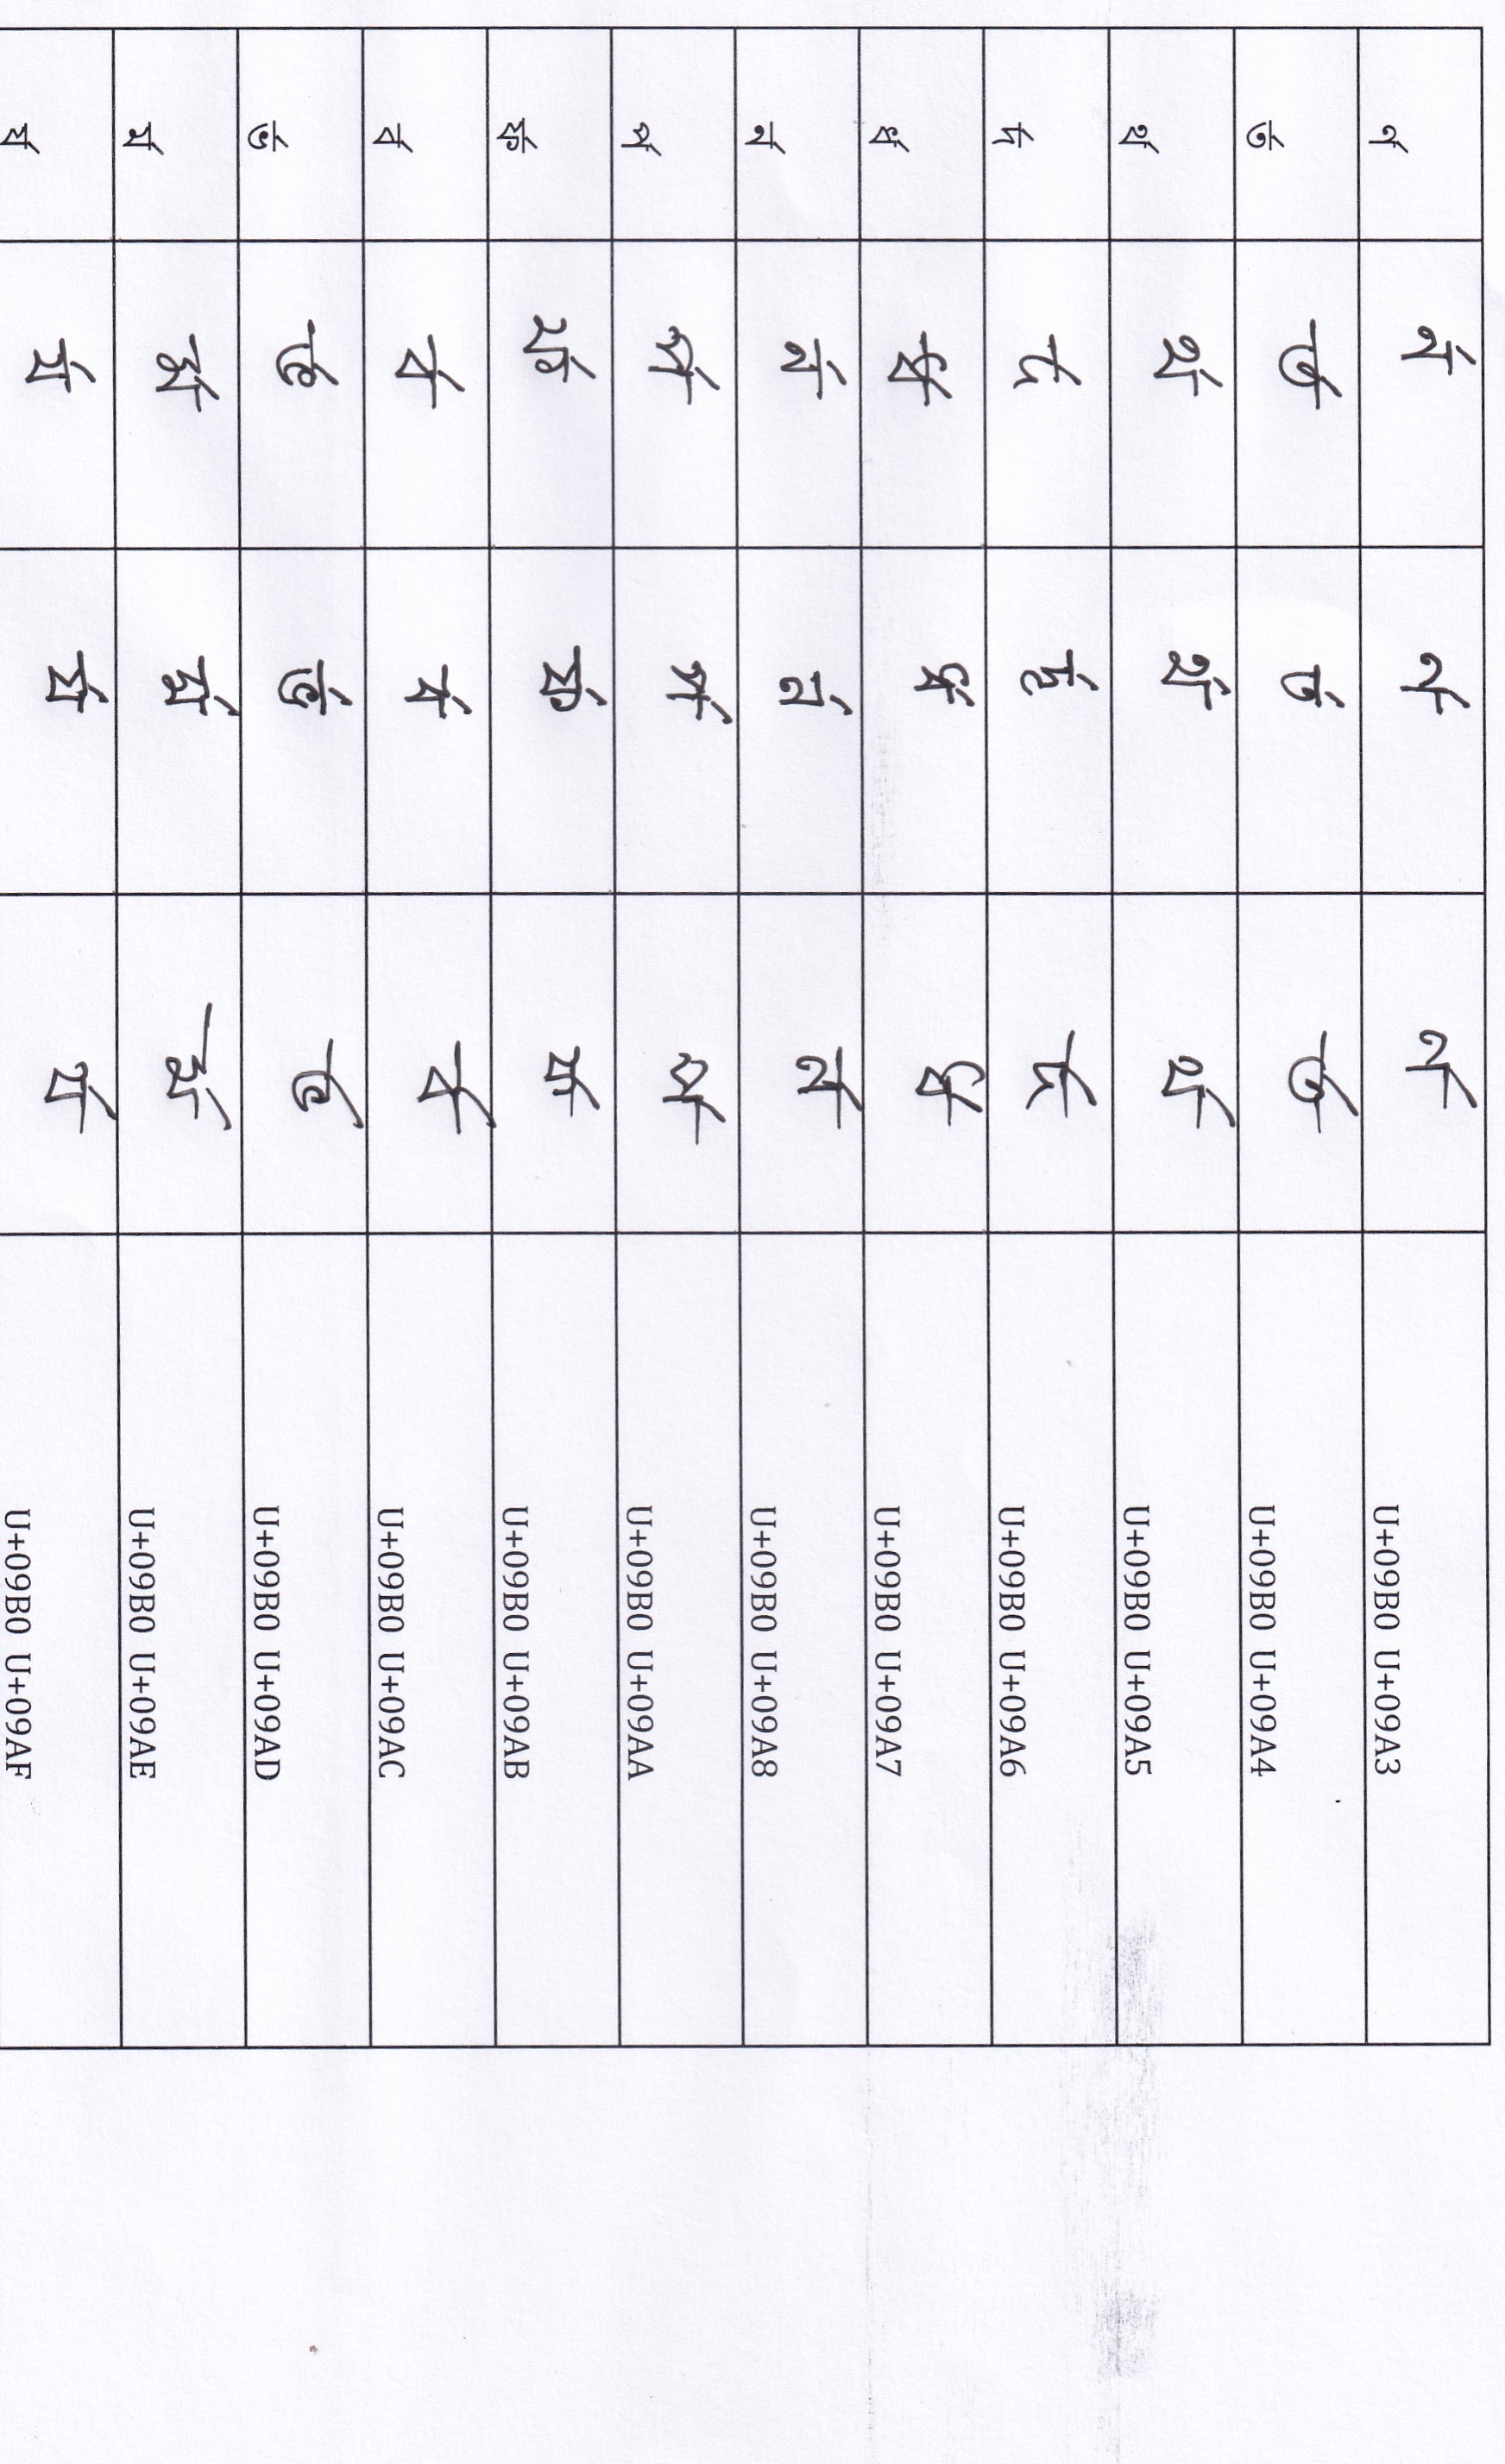 র্ণ র্ণ র্ণ র্ণ U+09B0 U+09A3
র্ত র্ত র্ত র্ত U+09B0 U+09A4
র্থ র্থ র্থ র্থ U+09B0 U+09A5
র্দ র্দ র্দ র্দ U+09B0 U+09A6
র্ধ র্ধ র্ধ র্ধ U+09B0 U+09A7
র্ন র্ন র্ন র্ন U+09B0 U+09A8
র্প র্প র্প র্প U+09B0 U+09AA
র্ফ র্ফ র্ফ র্ফ U+09B0 U+09AB
র্ব র্ব র্ব র্ব U+09B0 U+09AC
র্ভ র্ভ র্ভ র্ভ U+09B0 U+09AD
র্ম র্ম র্ম র্ম U+09B0 U+09AE
র্য র্য র্য র্য U+09B0 U+09AF